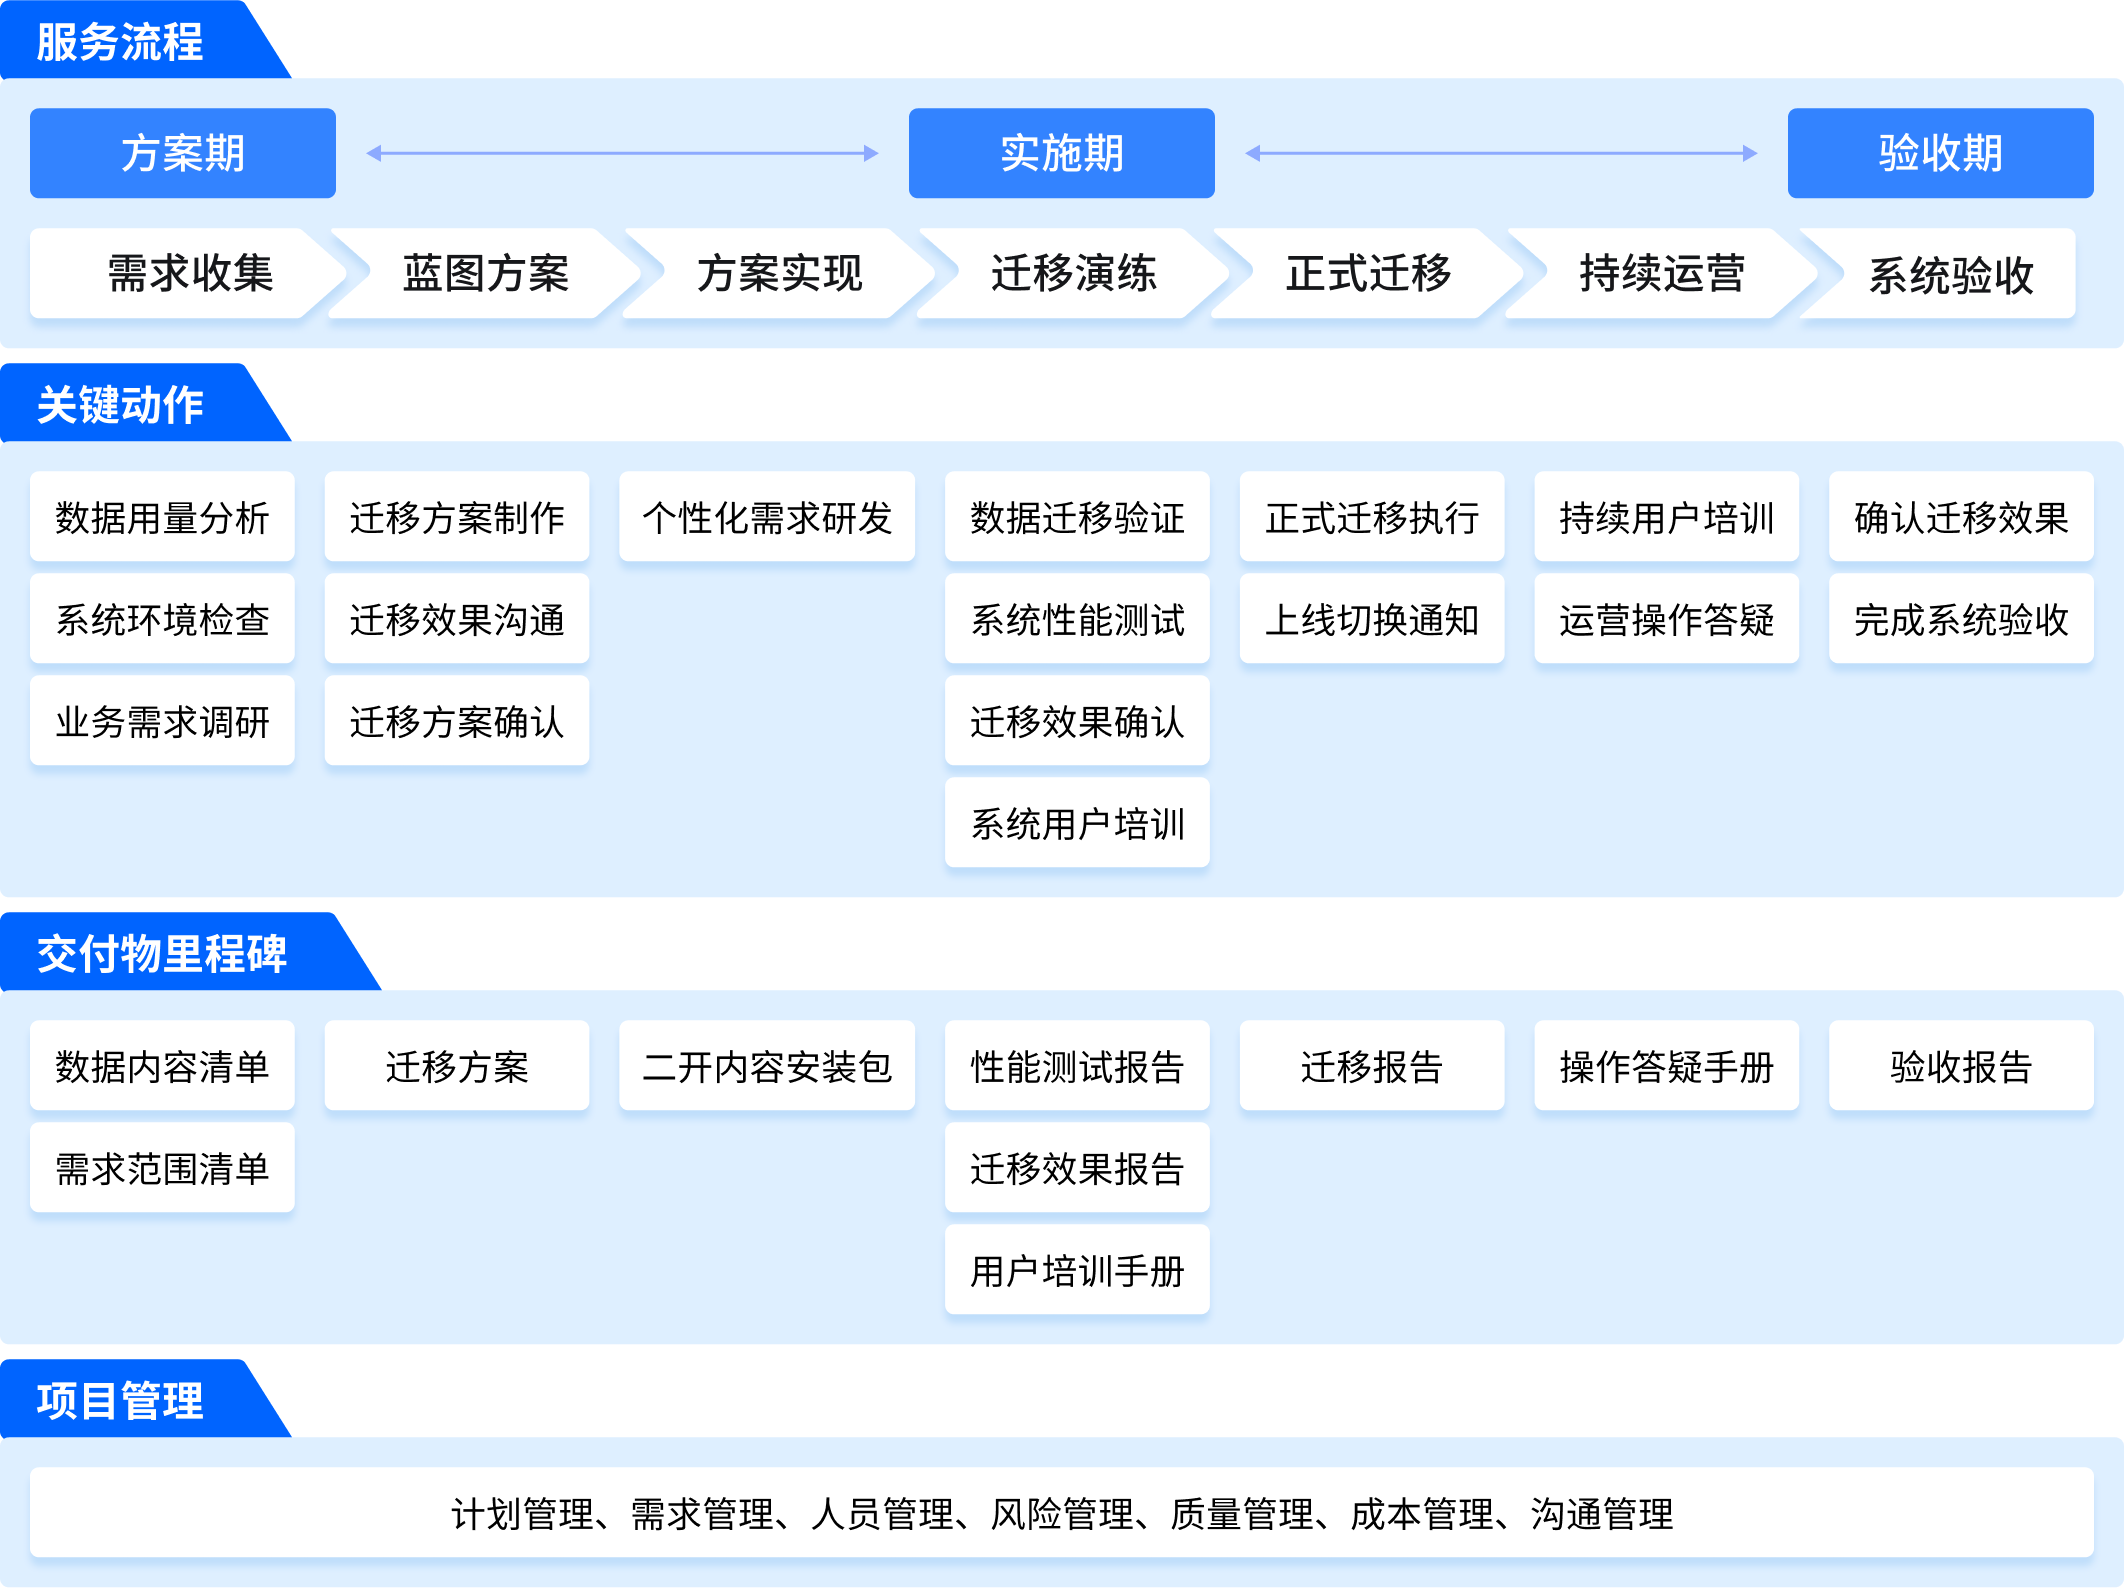 服务流程
方案期 实施期 验收期
需求收集 蓝图方案 方案实现 迁移演练 正式迁移 持续运营 系统验收
关键动作
数据用量分析 迁移方案制作 个性化需求研发 数据迁移验证 正式迁移执行 持续用户培训 确认迁移效果
系统环境检查 迁移效果沟通 系统性能测试 上线切换通知 运营操作答疑 完成系统验收
业务需求调研 迁移方案确认 迁移效果确认
系统用户培训
交付物里程碑
数据内容清单 迁移方案 二开内容安装包 性能测试报告 迁移报告 操作答疑手册 验收报告
需求范围清单 迁移效果报告
用户培训手册
项目管理
计划管理、需求管理、人员管理、风险管理、质量管理、成本管理、沟通管理